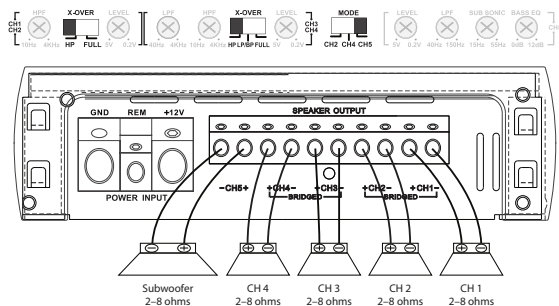 HPF X-OVER LEVEL LPF HPF X-OVER LEVEL MODE LEVEL LPF SUB SONIC BASS EQ
CH1 CH2 CH3 CH4
10Hz 4KHz HP FULL 5V 0.2V 40Hz 4KHz 10Hz 4KHz HP LP/BP FULL 5V 0.2V CH2 CH4 CH5 5V 0.2V 40Hz 150Hz 15Hz 55Hz 0dB 12dB
GND REM +12V SPEAKER OUTPUT
POWER INPUT
–CH5+ +CH4– +CH3– +CH2– +CH1–
BRIDGED BRIDGED
Subwoofer CH 4 CH 3 CH 2 CH 1
2–8 ohms 2–8 ohms 2–8 ohms 2–8 ohms 2–8 ohms